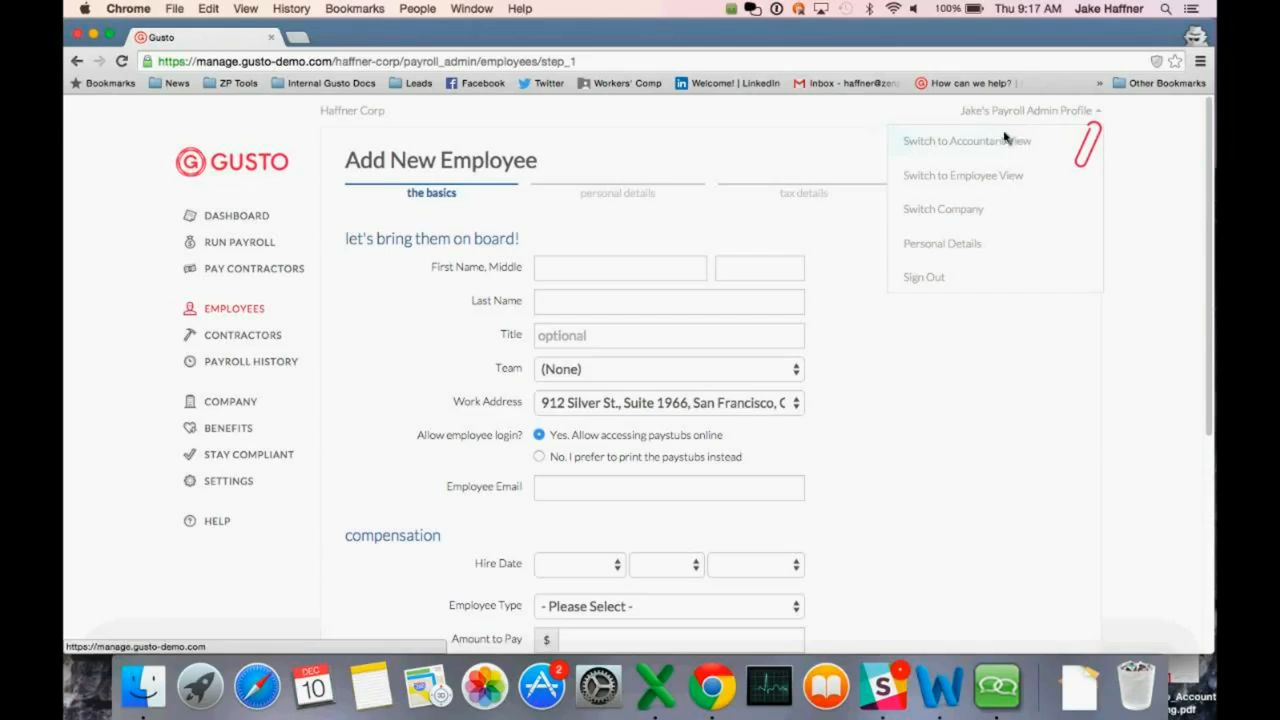 Chrome File Edit View History Bookmarks People Window Help 100% Thu 9:17 AM Jake Haffner
Gusto
https://manage.gusto-demo.com/haffner-corp/payroll_admin/employees/step_1
Bookmarks News ZP Tools Internal Gusto Docs Leads Facebook Twitter Workers' Comp Welcome! | LinkedIn Inbox - haffner@zen How can we help? | » Other Bookmarks
Haffner Corp
Jake's Payroll Admin Profile
Switch to Accountant View
Switch to Employee View
Switch Company
Personal Details
Sign Out
GUSTO
DASHBOARD
RUN PAYROLL
PAY CONTRACTORS
EMPLOYEES
CONTRACTORS
PAYROLL HISTORY
COMPANY
BENEFITS
STAY COMPLIANT
SETTINGS
HELP
Add New Employee
the basics personal details tax details
let's bring them on board!
First Name, Middle
Last Name
Title optional
Team (None)
Work Address 912 Silver St., Suite 1966, San Francisco, C
Allow employee login? Yes. Allow accessing paystubs online
No. I prefer to print the paystubs instead
Employee Email
compensation
Hire Date
Employee Type - Please Select -
Amount to Pay $
https://manage.gusto-demo.com
DEC
10
2
_Account
ng.pdf